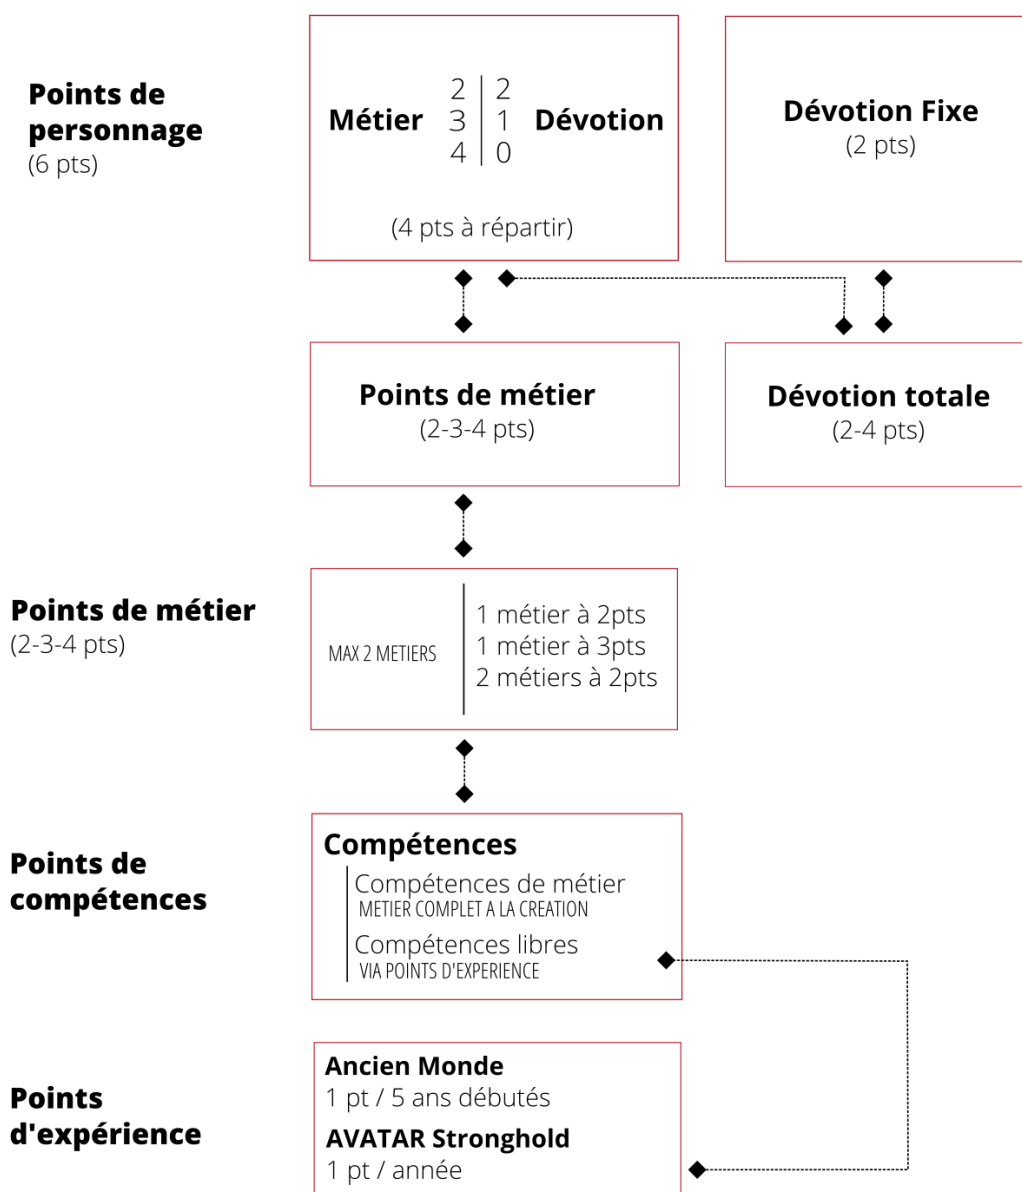 Points de
personnage
(6 pts)
Métier
2 | 2
3 | 1
4 | 0
Dévotion
(4 pts à répartir)
Dévotion Fixe
(2 pts)
Points de métier
(2-3-4 pts)
Dévotion totale
(2-4 pts)
Points de métier
(2-3-4 pts)
MAX 2 METIERS
1 métier à 2pts
1 métier à 3pts
2 métiers à 2pts
Points de
compétences
Compétences
Compétences de métier
METIER COMPLET A LA CREATION
Compétences libres
VIA POINTS D'EXPERIENCE
Points
d'expérience
Ancien Monde
1 pt / 5 ans débutés
AVATAR Stronghold
1 pt / année